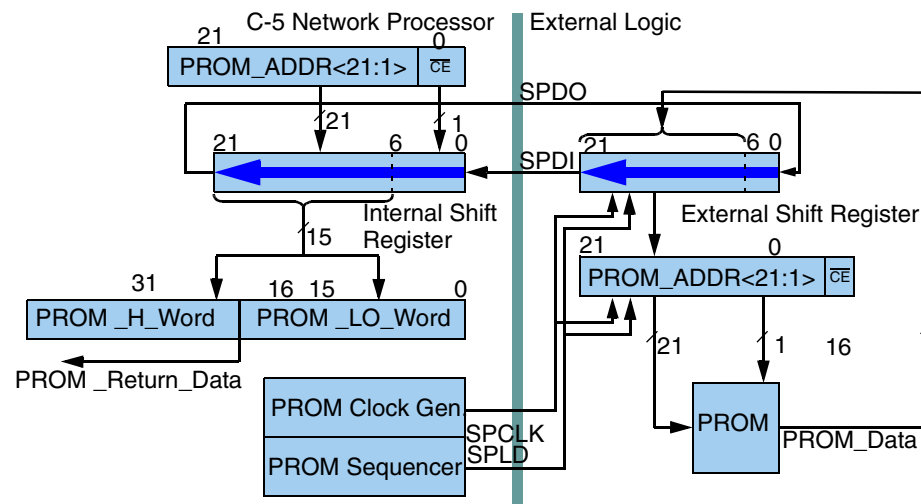 C-5 Network Processor
External Logic
21
0
PROM_ADDR<21:1>
CE
SPDO
21
1
21
6
0
SPDI
21
6
0
Internal Shift
Register
External Shift Register
15
21
0
PROM_ADDR<21:1>
CE
31
16
15
0
PROM _H_Word
PROM _LO_Word
21
1
16
PROM _Return_Data
PROM Clock Gen.
PROM
SPCLK
PROM_Data
SPLD
PROM Sequencer